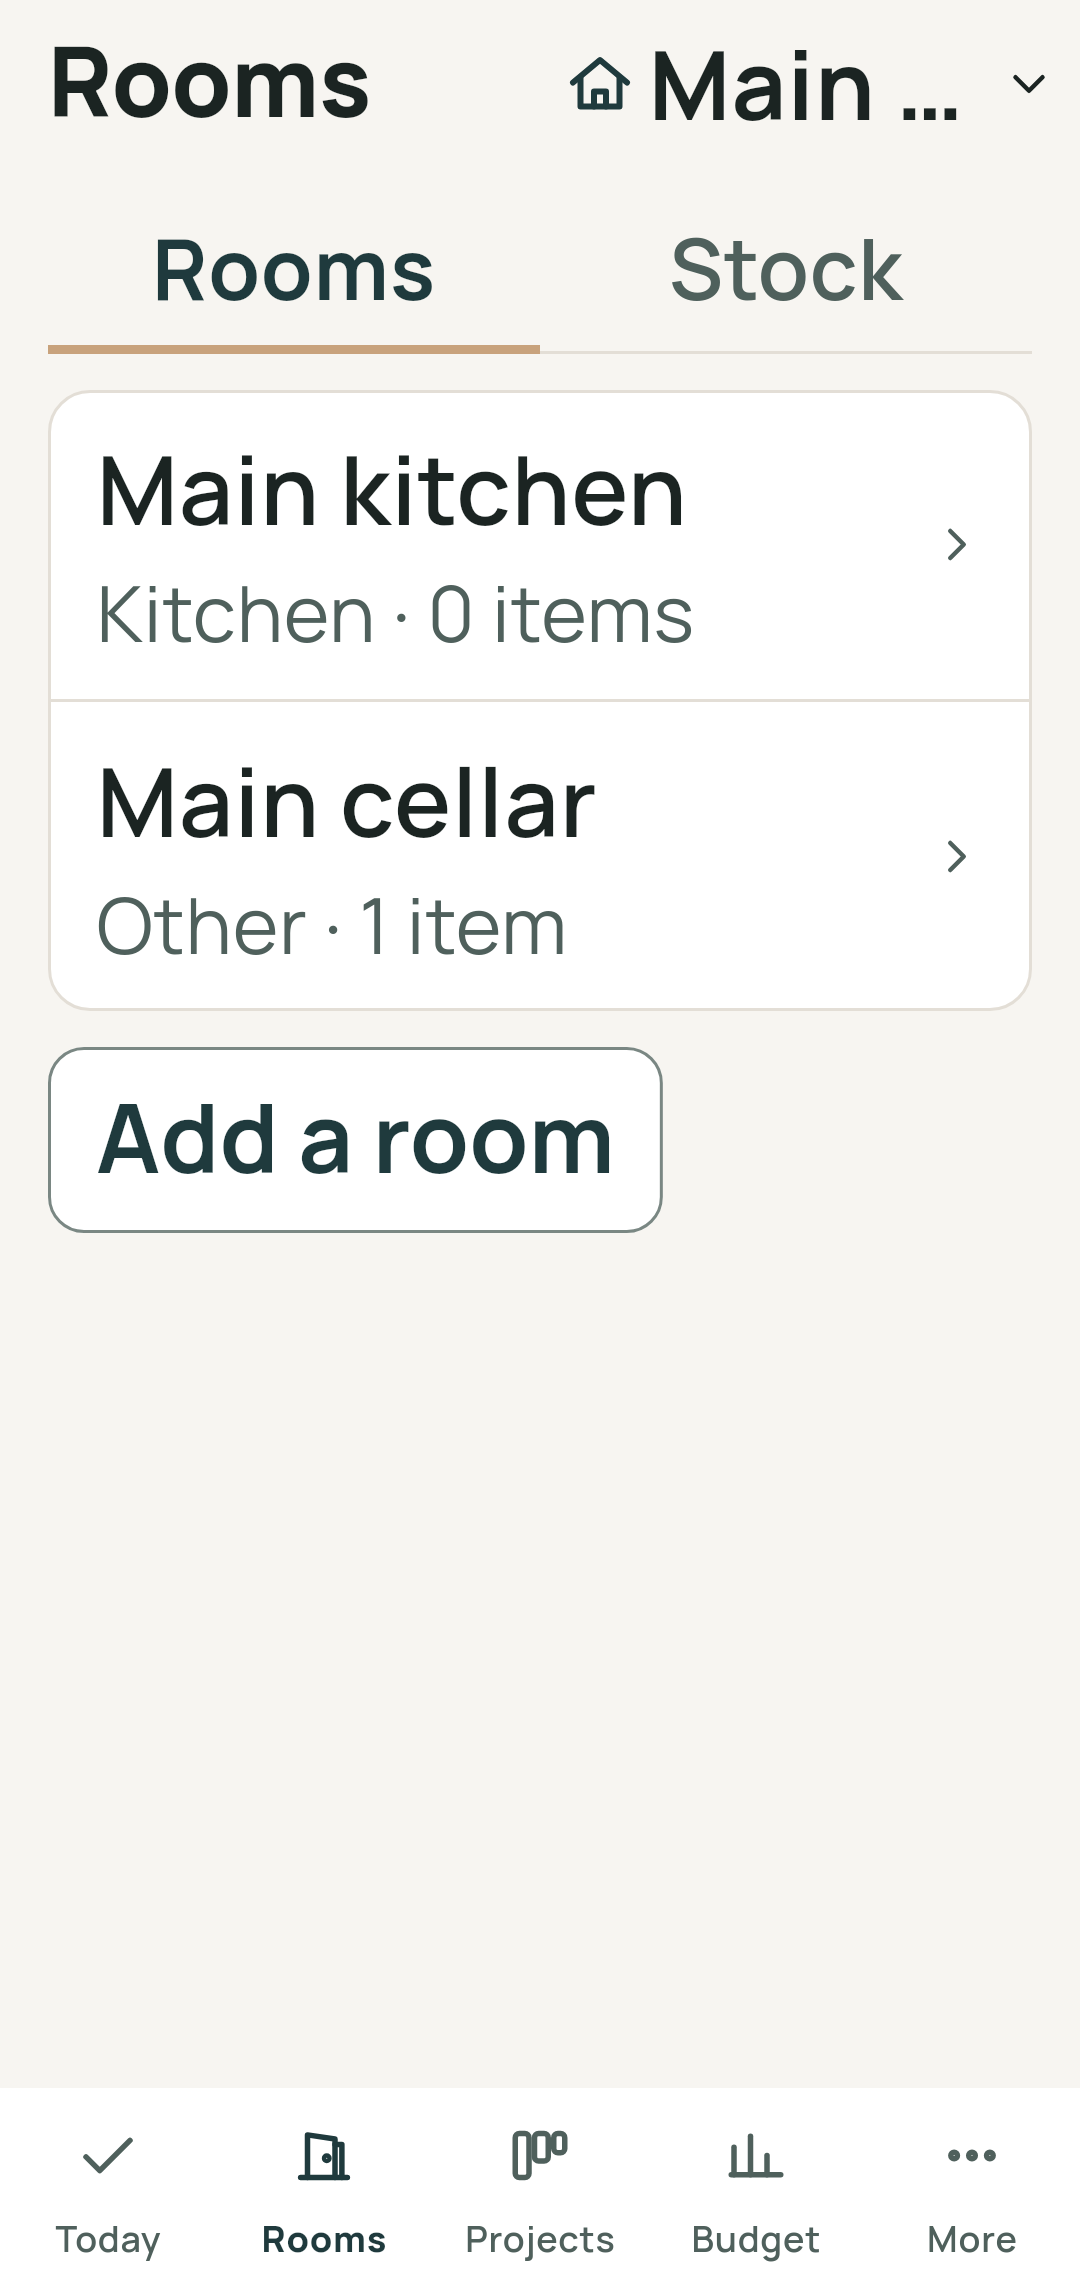 Rooms
Main ...
Rooms
Stock
Main kitchen
Kitchen · 0 items
Main cellar
Other · 1 item
Add a room
Today
Rooms
Projects
Budget
More